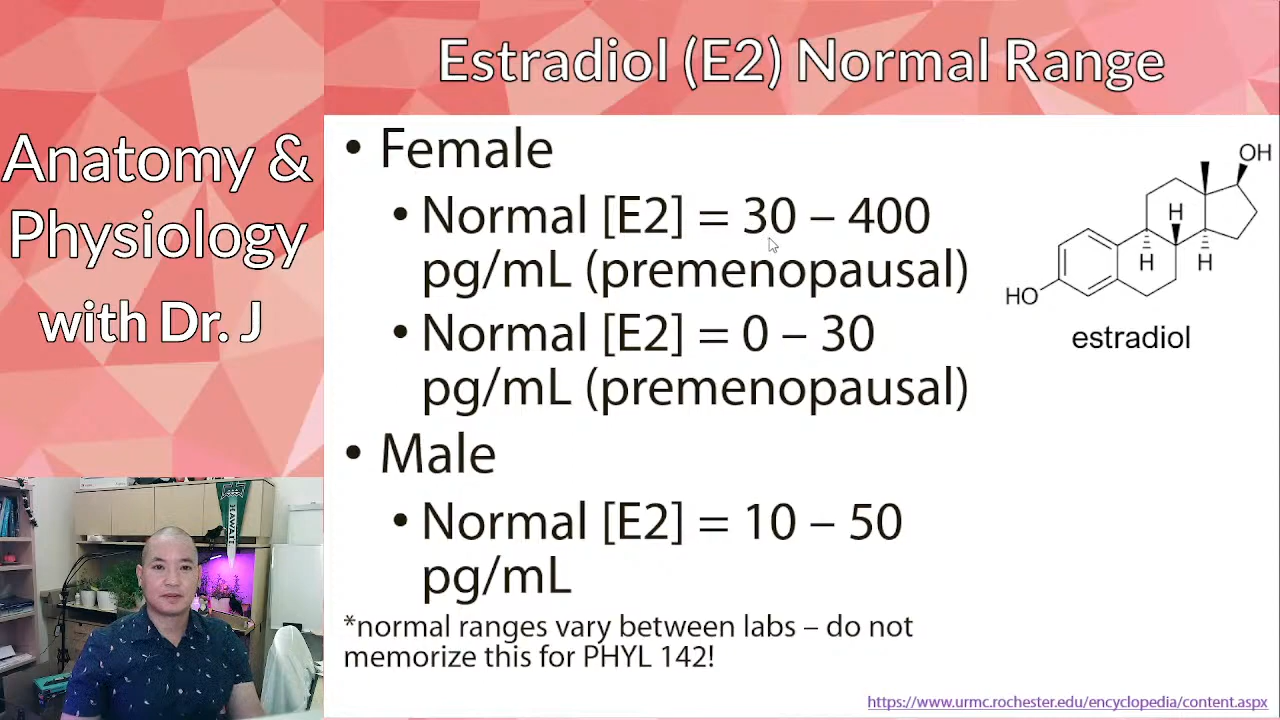 Estradiol (E2) Normal Range
Anatomy &
Physiology
with Dr. J
• Female
• Normal [E2] = 30 – 400
pg/mL (premenopausal)
• Normal [E2] = 0 – 30
pg/mL (premenopausal)
• Male
• Normal [E2] = 10 – 50
pg/mL
*normal ranges vary between labs – do not
memorize this for PHYL 142!
OH
H
H
H
HO
estradiol
HAWAI'I
https://www.urmc.rochester.edu/encyclopedia/content.aspx